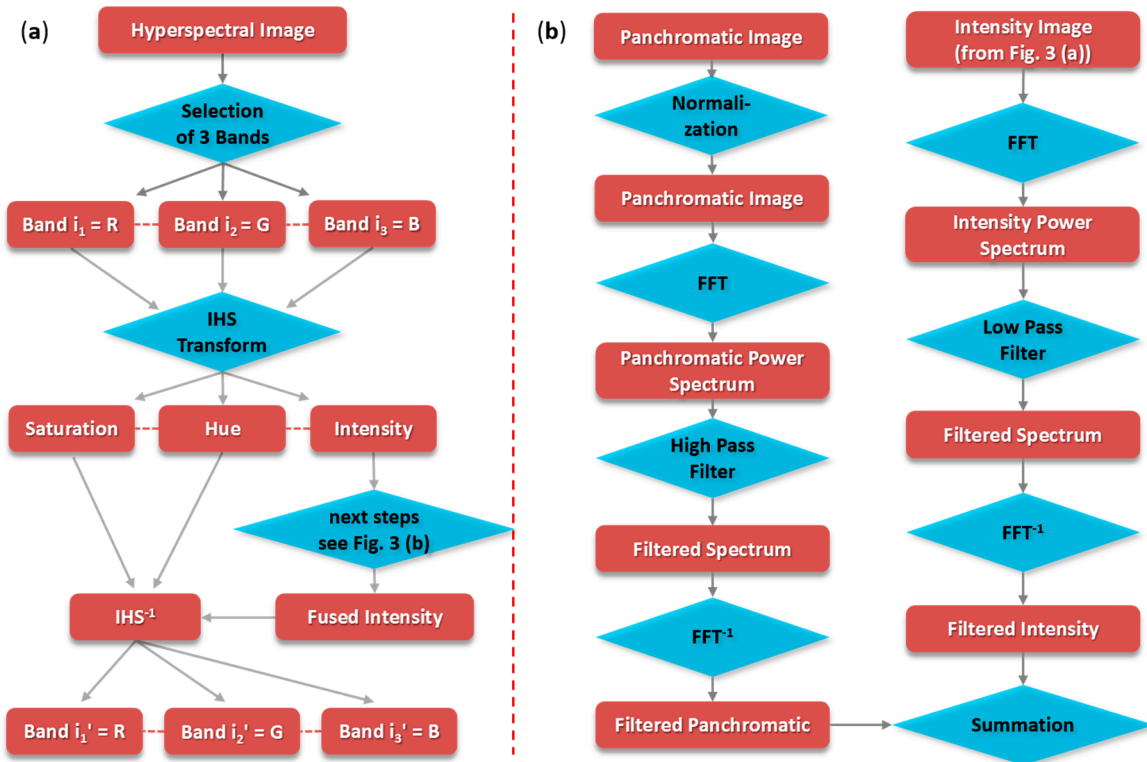 (a)
Hyperspectral Image
Selection
of 3 Bands
Band i₁ = R
Band i₂ = G
Band i₃ = B
IHS
Transform
Saturation
Hue
Intensity
next steps
see Fig. 3 (b)
IHS⁻¹
Fused Intensity
Band i₁' = R
Band i₂' = G
Band i₃' = B
(b)
Panchromatic Image
Normali-
zation
Panchromatic Image
FFT
Panchromatic Power
Spectrum
High Pass
Filter
Filtered Spectrum
FFT⁻¹
Filtered Panchromatic
Intensity Image
(from Fig. 3 (a))
FFT
Intensity Power
Spectrum
Low Pass
Filter
Filtered Spectrum
FFT⁻¹
Filtered Intensity
Summation